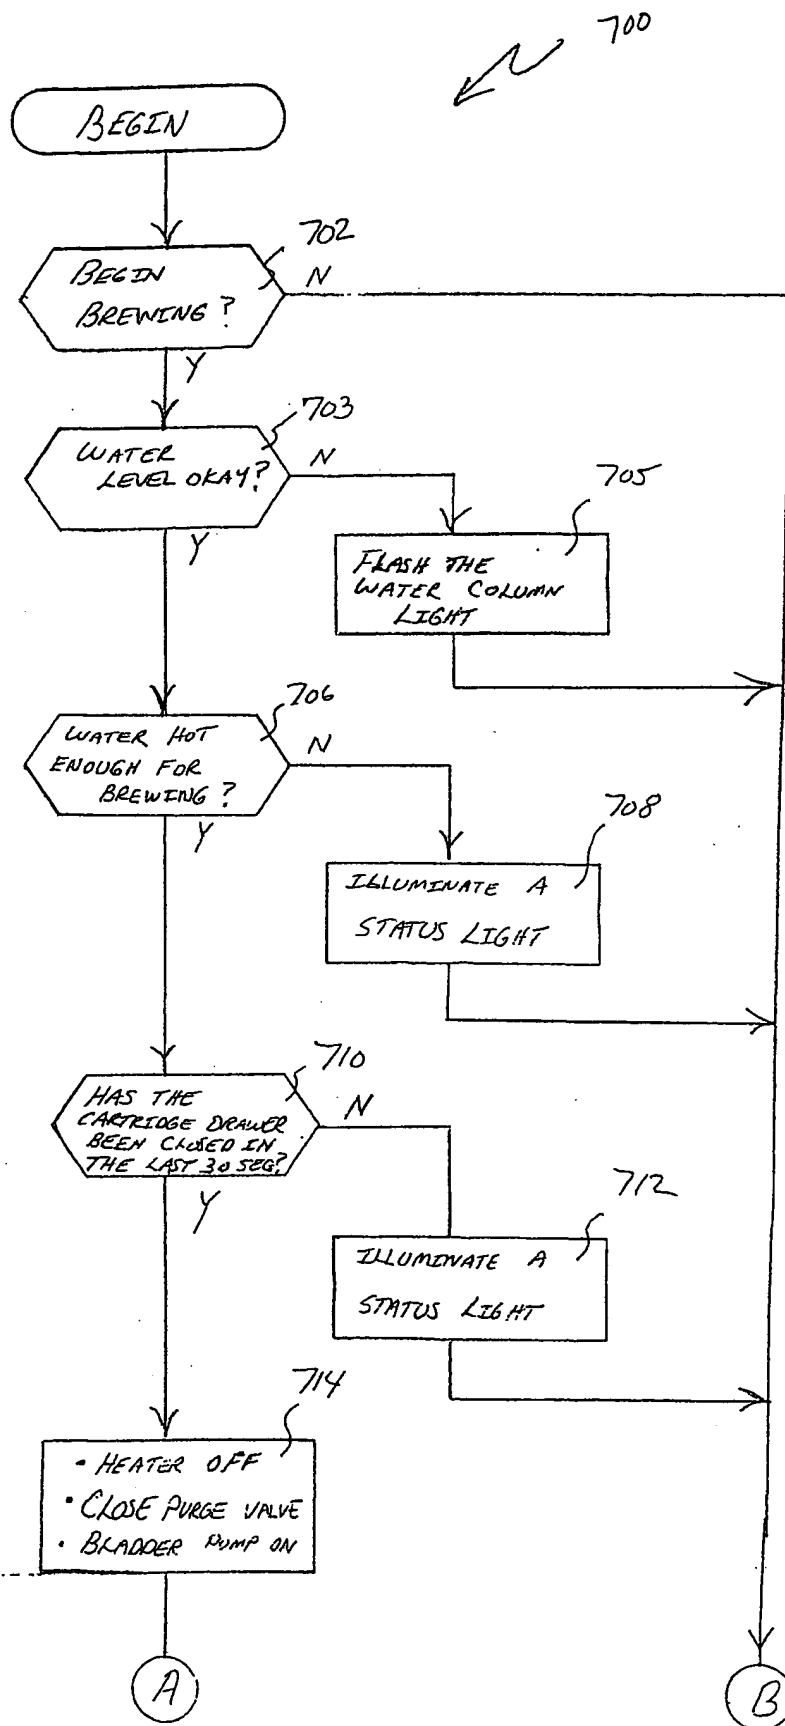 700
BEGIN
702
BEGIN
BREWING?
N
Y
703
WATER
LEVEL OKAY?
N
Y
705
FLASH THE
WATER COLUMN
LIGHT
706
WATER HOT
ENOUGH FOR
BREWING?
N
Y
708
ILLUMINATE A
STATUS LIGHT
710
HAS THE
CARTRIDGE DRAWER
BEEN CLOSED IN
THE LAST 30 SEC?
N
Y
712
ILLUMINATE A
STATUS LIGHT
714
• HEATER OFF
• CLOSE PURGE VALVE
• BLADDER PUMP ON
A
B